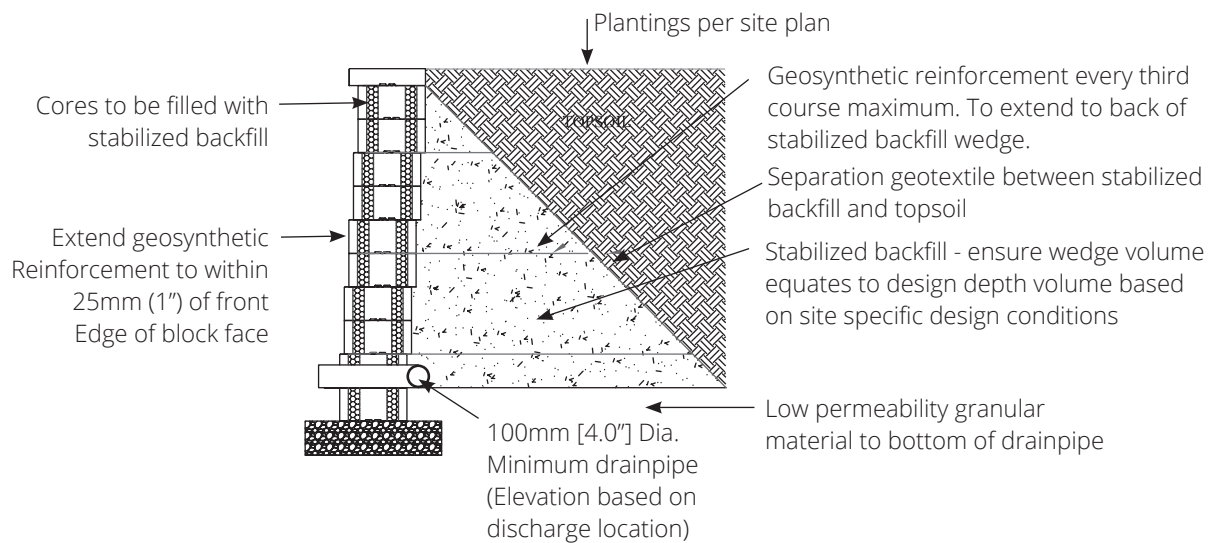 Plantings per site plan
Cores to be filled with
stabilized backfill
Extend geosynthetic
Reinforcement to within
25mm (1") of front
Edge of block face
TOPSOIL
Geosynthetic reinforcement every third
course maximum. To extend to back of
stabilized backfill wedge.
Separation geotextile between stabilized
backfill and topsoil
Stabilized backfill - ensure wedge volume
equates to design depth volume based
on site specific design conditions
Low permeability granular
material to bottom of drainpipe
100mm [4.0"] Dia.
Minimum drainpipe
(Elevation based on
discharge location)